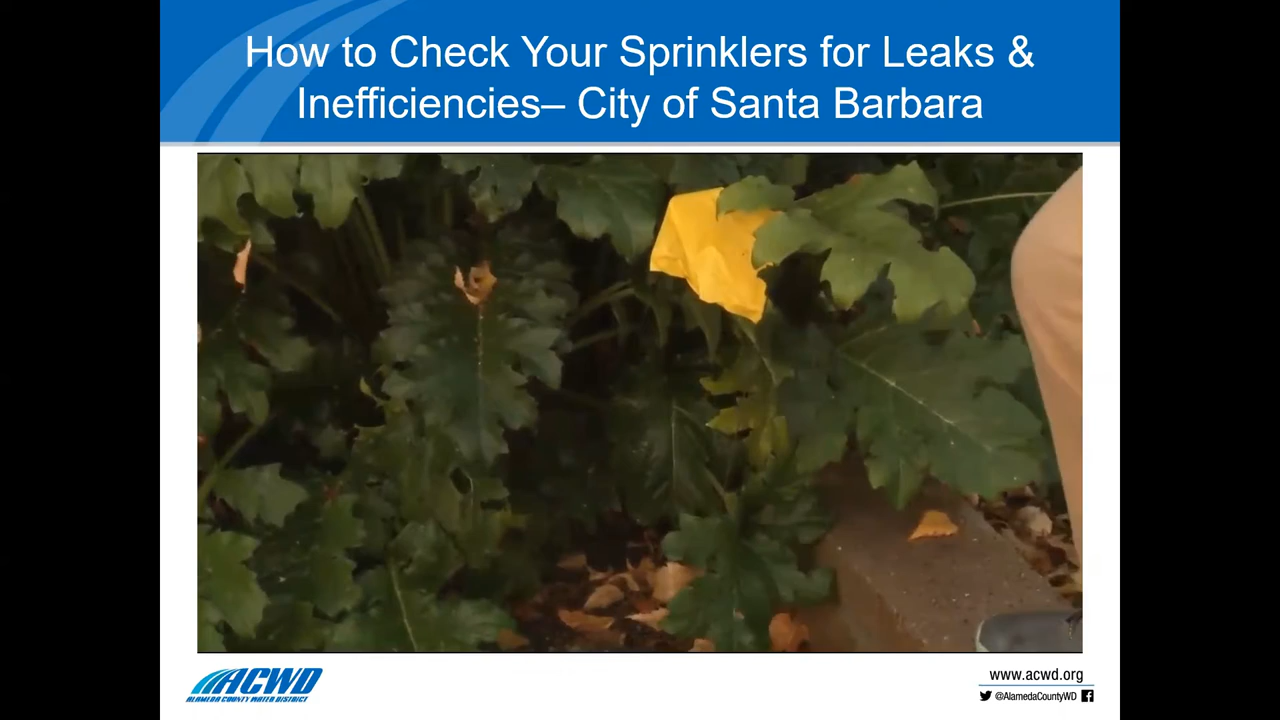 How to Check Your Sprinklers for Leaks &
Inefficiencies– City of Santa Barbara
ACWD
ALAMEDA COUNTY WATER DISTRICT
www.acwd.org
@AlamedaCountyWD